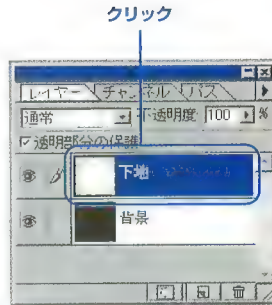 クリック
レイヤー チャンネル パス
通常 不透明度: 100 %
透明部分の保護
下地
背景